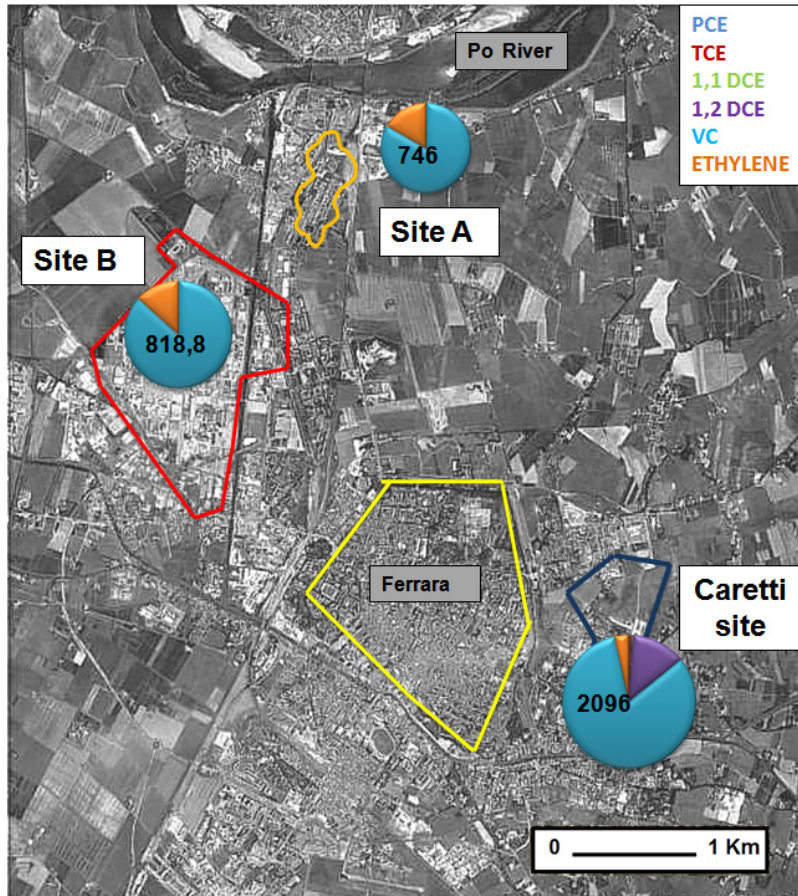 Po River
PCE
TCE
1,1 DCE
1,2 DCE
VC
ETHYLENE
746
Site A
Site B
818,8
Ferrara
Caretti
site
2096
0 1 Km